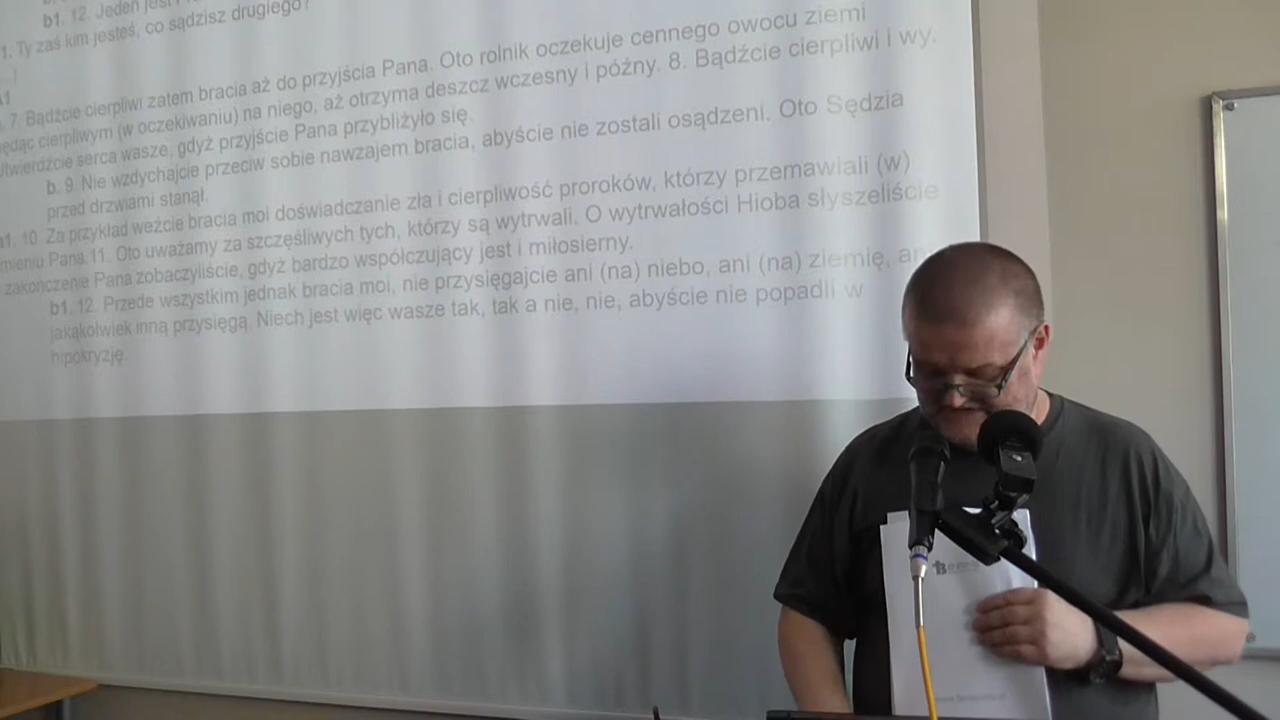 b1. 12. Jeden jest
1. Ty zaś kim jesteś, co sądzisz drugiego?
7. Bądźcie cierpliwi zatem bracia aż do przyjścia Pana. Oto rolnik oczekuje cennego owocu ziemi
będąc cierpliwym (w oczekiwaniu) na niego, aż otrzyma deszcz wczesny i późny. 8. Bądźcie cierpliwi i wy.
Utwierdźcie serca wasze, gdyż przyjście Pana przybliżyło się.
b. 9. Nie wzdychajcie przeciw sobie nawzajem bracia, abyście nie zostali osądzeni. Oto Sędzia
przed drzwiami stanął.
a1. 10. Za przykład weźcie bracia moi doświadczanie zła i cierpliwość proroków, którzy przemawiali (w)
imieniu Pana.11. Oto uważamy za szczęśliwych tych, którzy są wytrwali. O wytrwałości Hioba słyszeliście
zakończenie Pana zobaczyliście, gdyż bardzo współczujący jest i miłosierny.
b1. 12. Przede wszystkim jednak bracia moi, nie przysięgajcie ani (na) niebo, ani (na) ziemię, ani
jakąkolwiek inną przysięgą. Niech jest więc wasze tak, tak a nie, nie, abyście nie popadli w
hipokryzję.